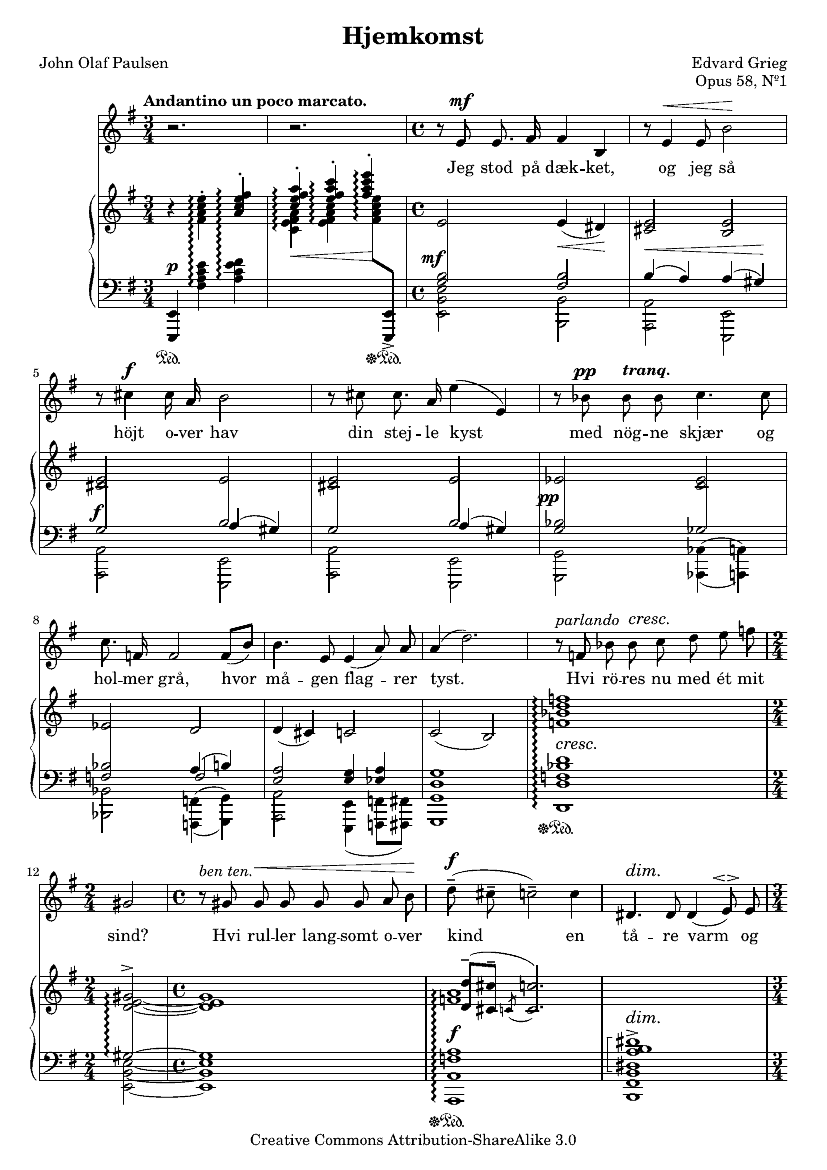 Hjemkomst
John Olaf Paulsen
Edvard Grieg
Opus 58, Nº1
Andantino un poco marcato.
mf
Jeg stod på dæk-ket, og jeg så
p
mf
5
f pp tranq.
höjt o-ver hav din stej-le kyst med nög-ne skjær og
f pp
8
parlando cresc.
hol-mer grå, hvor må-gen flag-rer tyst. Hvi rö-res nu med ét mit
cresc.
12
ben ten. f dim.
sind? Hvi rul-ler lang-somt o-ver kind en tå-re varm og
f dim.
Creative Commons Attribution-ShareAlike 3.0